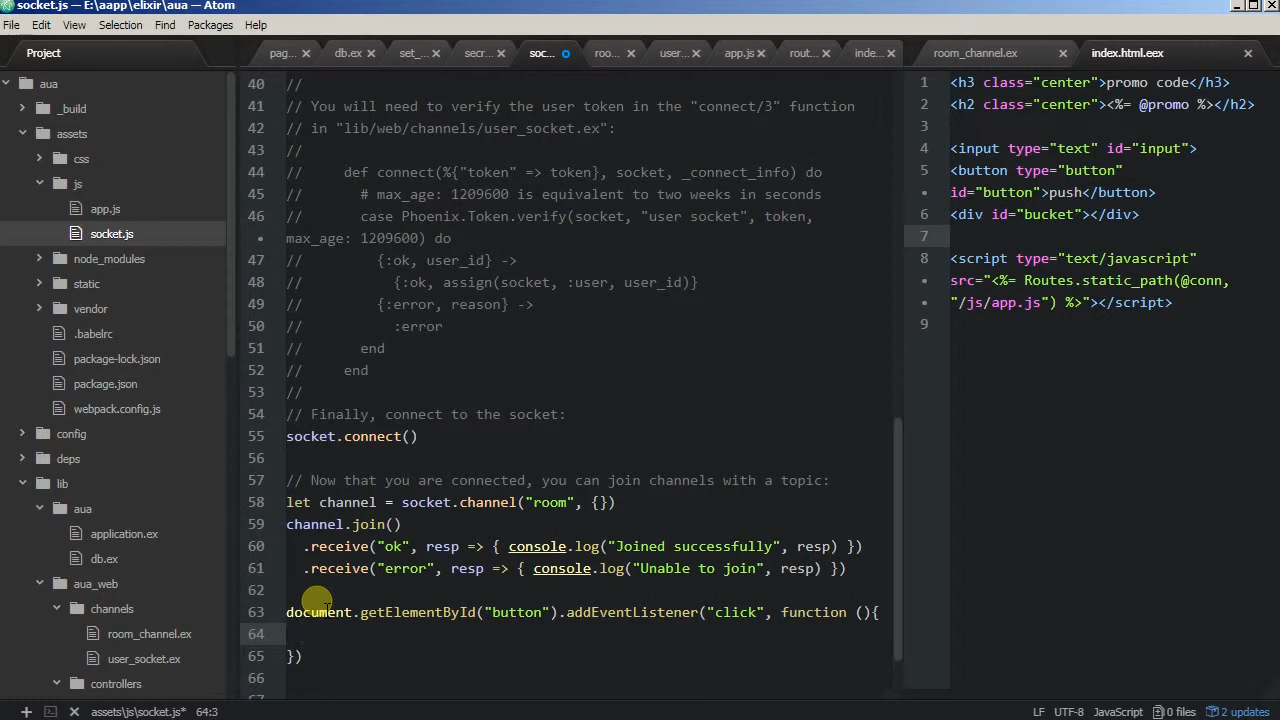 socket.js — E:\aapp\elixir\aua — Atom
File Edit View Selection Find Packages Help
Project
pag... db.ex set_... secr... soc... roo... user... app.js rout... inde... room_channel.ex index.html.eex
aua
_build
assets
css
js
app.js
socket.js
node_modules
static
vendor
.babelrc
package-lock.json
package.json
webpack.config.js
config
deps
lib
aua
application.ex
db.ex
aua_web
channels
room_channel.ex
user_socket.ex
controllers
40 //
41 // You will need to verify the user token in the "connect/3" function
42 // in "lib/web/channels/user_socket.ex":
43 //
44 // def connect(%{"token" => token}, socket, _connect_info) do
45 // # max_age: 1209600 is equivalent to two weeks in seconds
46 // case Phoenix.Token.verify(socket, "user socket", token,
• max_age: 1209600) do
47 // {:ok, user_id} ->
48 // {:ok, assign(socket, :user, user_id)}
49 // {:error, reason} ->
50 // :error
51 // end
52 // end
53 //
54 // Finally, connect to the socket:
55 socket.connect()
56
57 // Now that you are connected, you can join channels with a topic:
58 let channel = socket.channel("room", {})
59 channel.join()
60 .receive("ok", resp => { console.log("Joined successfully", resp) })
61 .receive("error", resp => { console.log("Unable to join", resp) })
62
63 document.getElementById("button").addEventListener("click", function (){
64
65 })
66
1 <h3 class="center">promo code</h3>
2 <h2 class="center"><%= @promo %></h2>
3
4 <input type="text" id="input">
5 <button type="button"
• id="button">push</button>
6 <div id="bucket"></div>
7
8 <script type="text/javascript"
• src="<%= Routes.static_path(@conn,
• "/js/app.js") %>"></script>
9
assets\js\socket.js* 64:3 LF UTF-8 JavaScript 0 files 2 updates